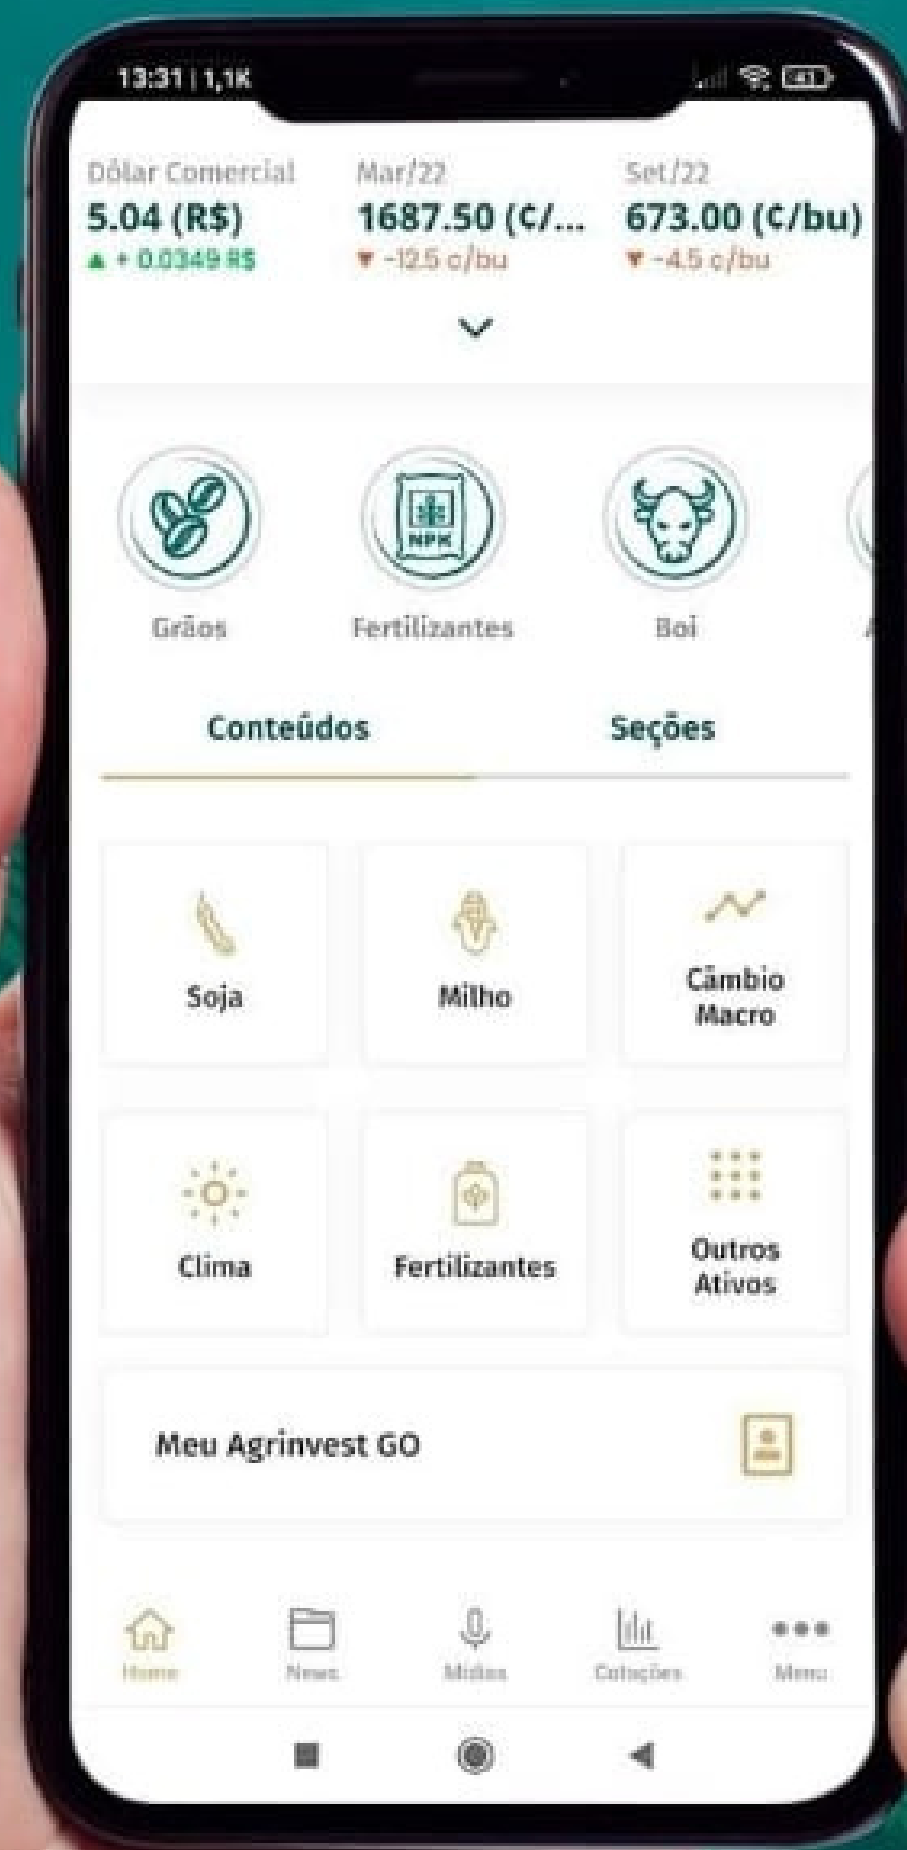 13:31 | 1,1K
41
Dólar Comercial Mar/22 Set/22
5.04 (R$) 1687.50 (¢/... 673.00 (¢/bu)
▲ + 0.0349 R$ ▼ -12.5 c/bu ▼ -4.5 c/bu
NPK
Grãos Fertilizantes Boi
Conteúdos Seções
Soja Milho Câmbio
Macro
Clima Fertilizantes Outros
Ativos
Meu Agrinvest GO
Home News Mídias Cotações Menu